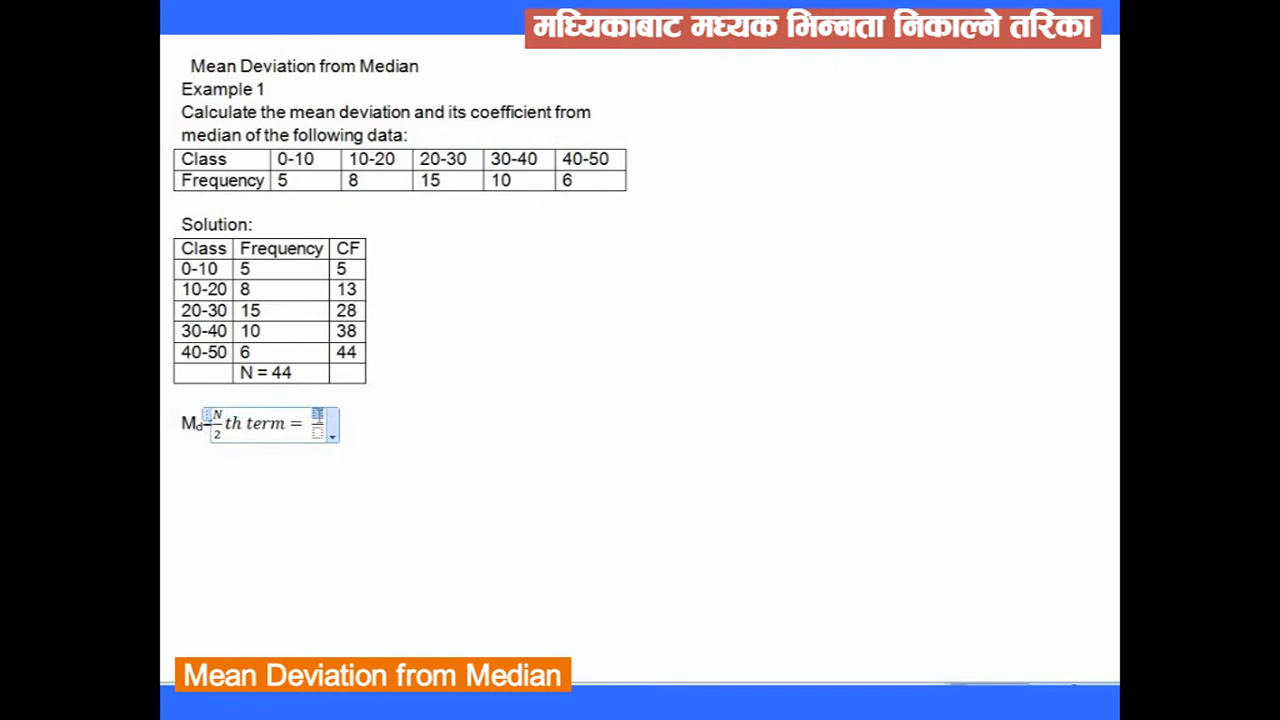 मध्यिकाबाट मध्यक भिन्नता निकाल्ने तरिका
Mean Deviation from Median
Example 1
Calculate the mean deviation and its coefficient from
median of the following data:
Class 0-10 10-20 20-30 30-40 40-50
Frequency 5 8 15 10 6
Solution:
Class Frequency CF
0-10 5 5
10-20 8 13
20-30 15 28
30-40 10 38
40-50 6 44
N = 44
Md=N/2 th term =
Mean Deviation from Median